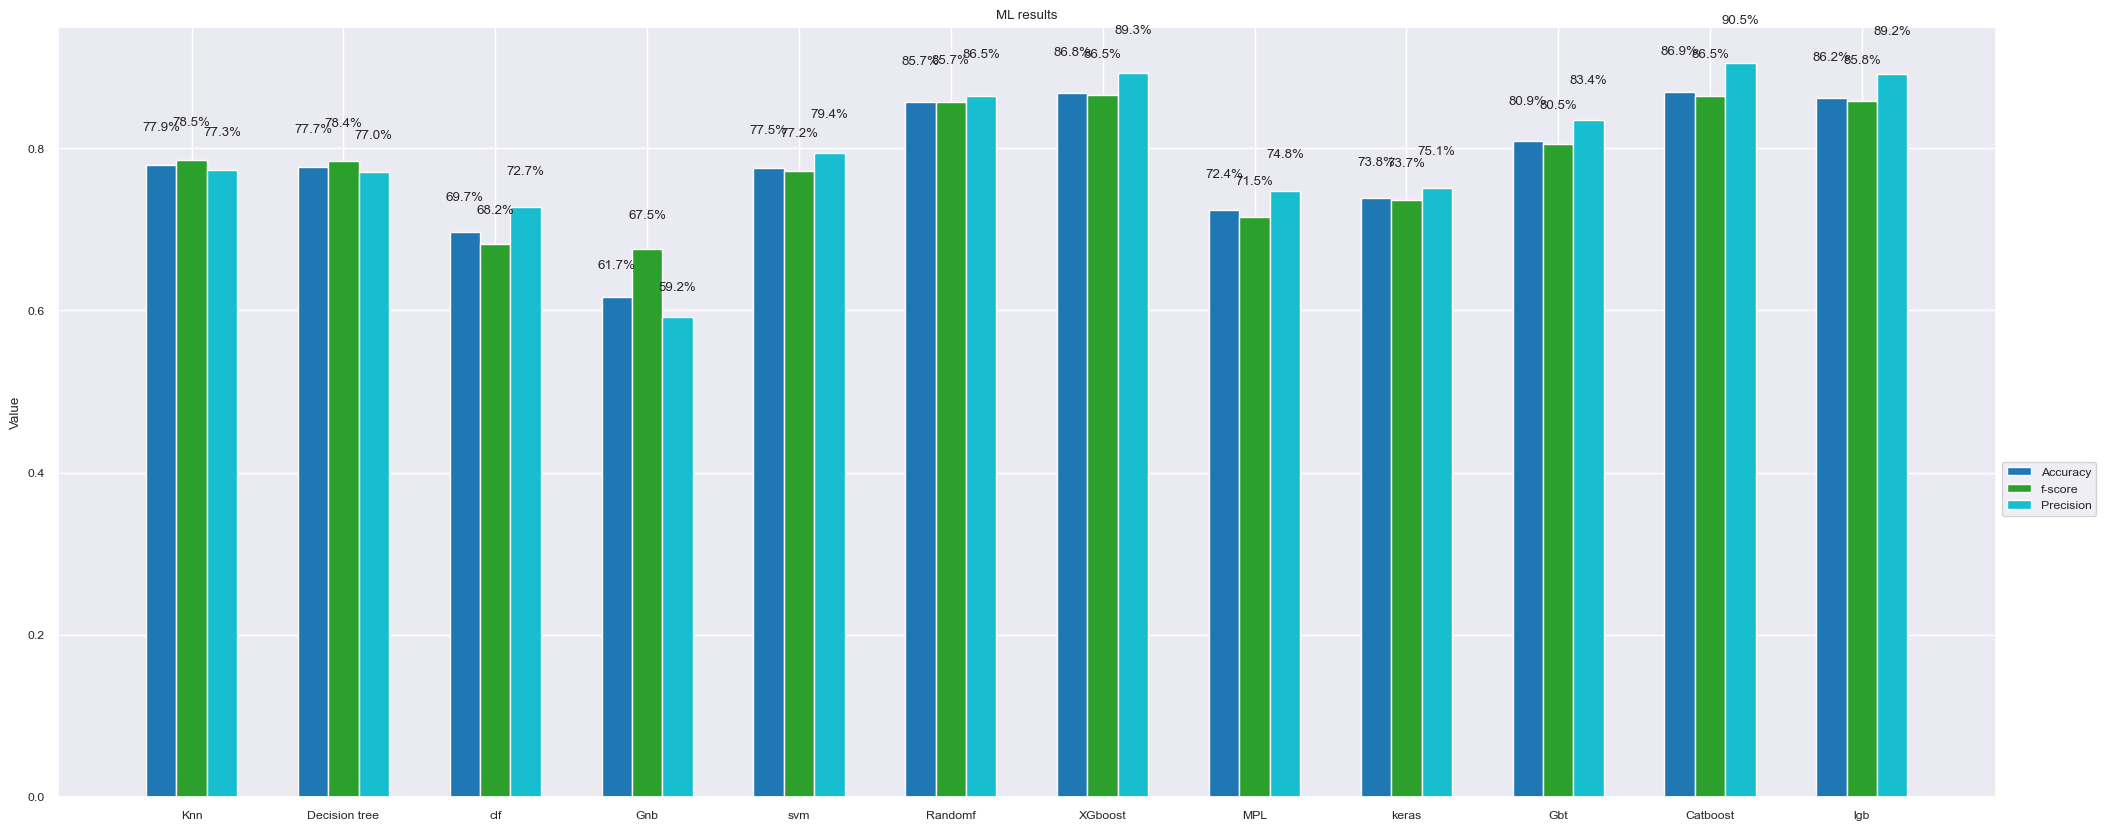 ML results
77.9% 78.5% 77.3%
77.7% 78.4% 77.0%
69.7% 68.2% 72.7%
61.7% 67.5% 59.2%
77.5% 77.2% 79.4%
85.7% 85.7% 86.5%
86.8% 86.5% 89.3%
72.4% 71.5% 74.8%
73.8% 73.7% 75.1%
80.9% 80.5% 83.4%
86.9% 86.5% 90.5%
86.2% 85.8% 89.2%
Value
0.8
0.6
0.4
0.2
0.0
Knn Decision tree clf Gnb svm Randomf XGboost MPL keras Gbt Catboost lgb
Accuracy
f-score
Precision